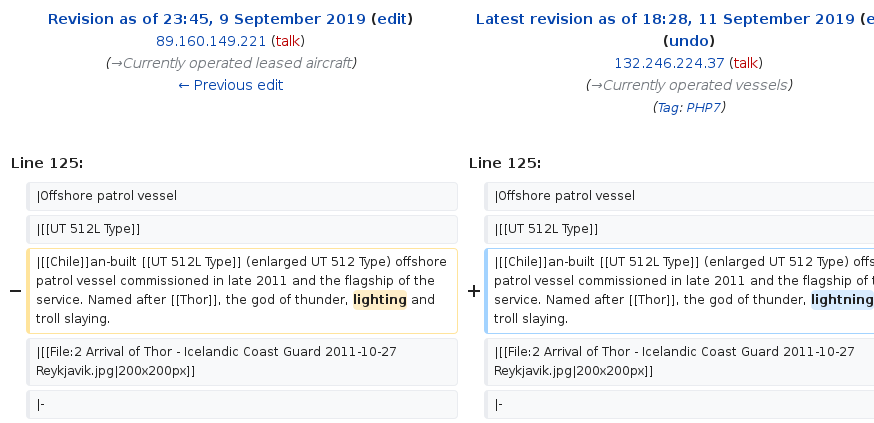 Revision as of 23:45, 9 September 2019 (edit)
89.160.149.221 (talk)
(→Currently operated leased aircraft)
← Previous edit
Latest revision as of 18:28, 11 September 2019 (e
(undo)
132.246.224.37 (talk)
(→Currently operated vessels)
(Tag: PHP7)
Line 125:
Line 125:
|Offshore patrol vessel
|Offshore patrol vessel
|[[UT 512L Type]]
|[[UT 512L Type]]
−
|[[Chile]]an-built [[UT 512L Type]] (enlarged UT 512 Type) offshore
patrol vessel commissioned in late 2011 and the flagship of the
service. Named after [[Thor]], the god of thunder, lighting and
troll slaying.
+
|[[Chile]]an-built [[UT 512L Type]] (enlarged UT 512 Type) offs
patrol vessel commissioned in late 2011 and the flagship of t
service. Named after [[Thor]], the god of thunder, lightning
troll slaying.
|[[File:2 Arrival of Thor - Icelandic Coast Guard 2011-10-27
Reykjavik.jpg|200x200px]]
|[[File:2 Arrival of Thor - Icelandic Coast Guard 2011-10-27
Reykjavik.jpg|200x200px]]
|-
|-